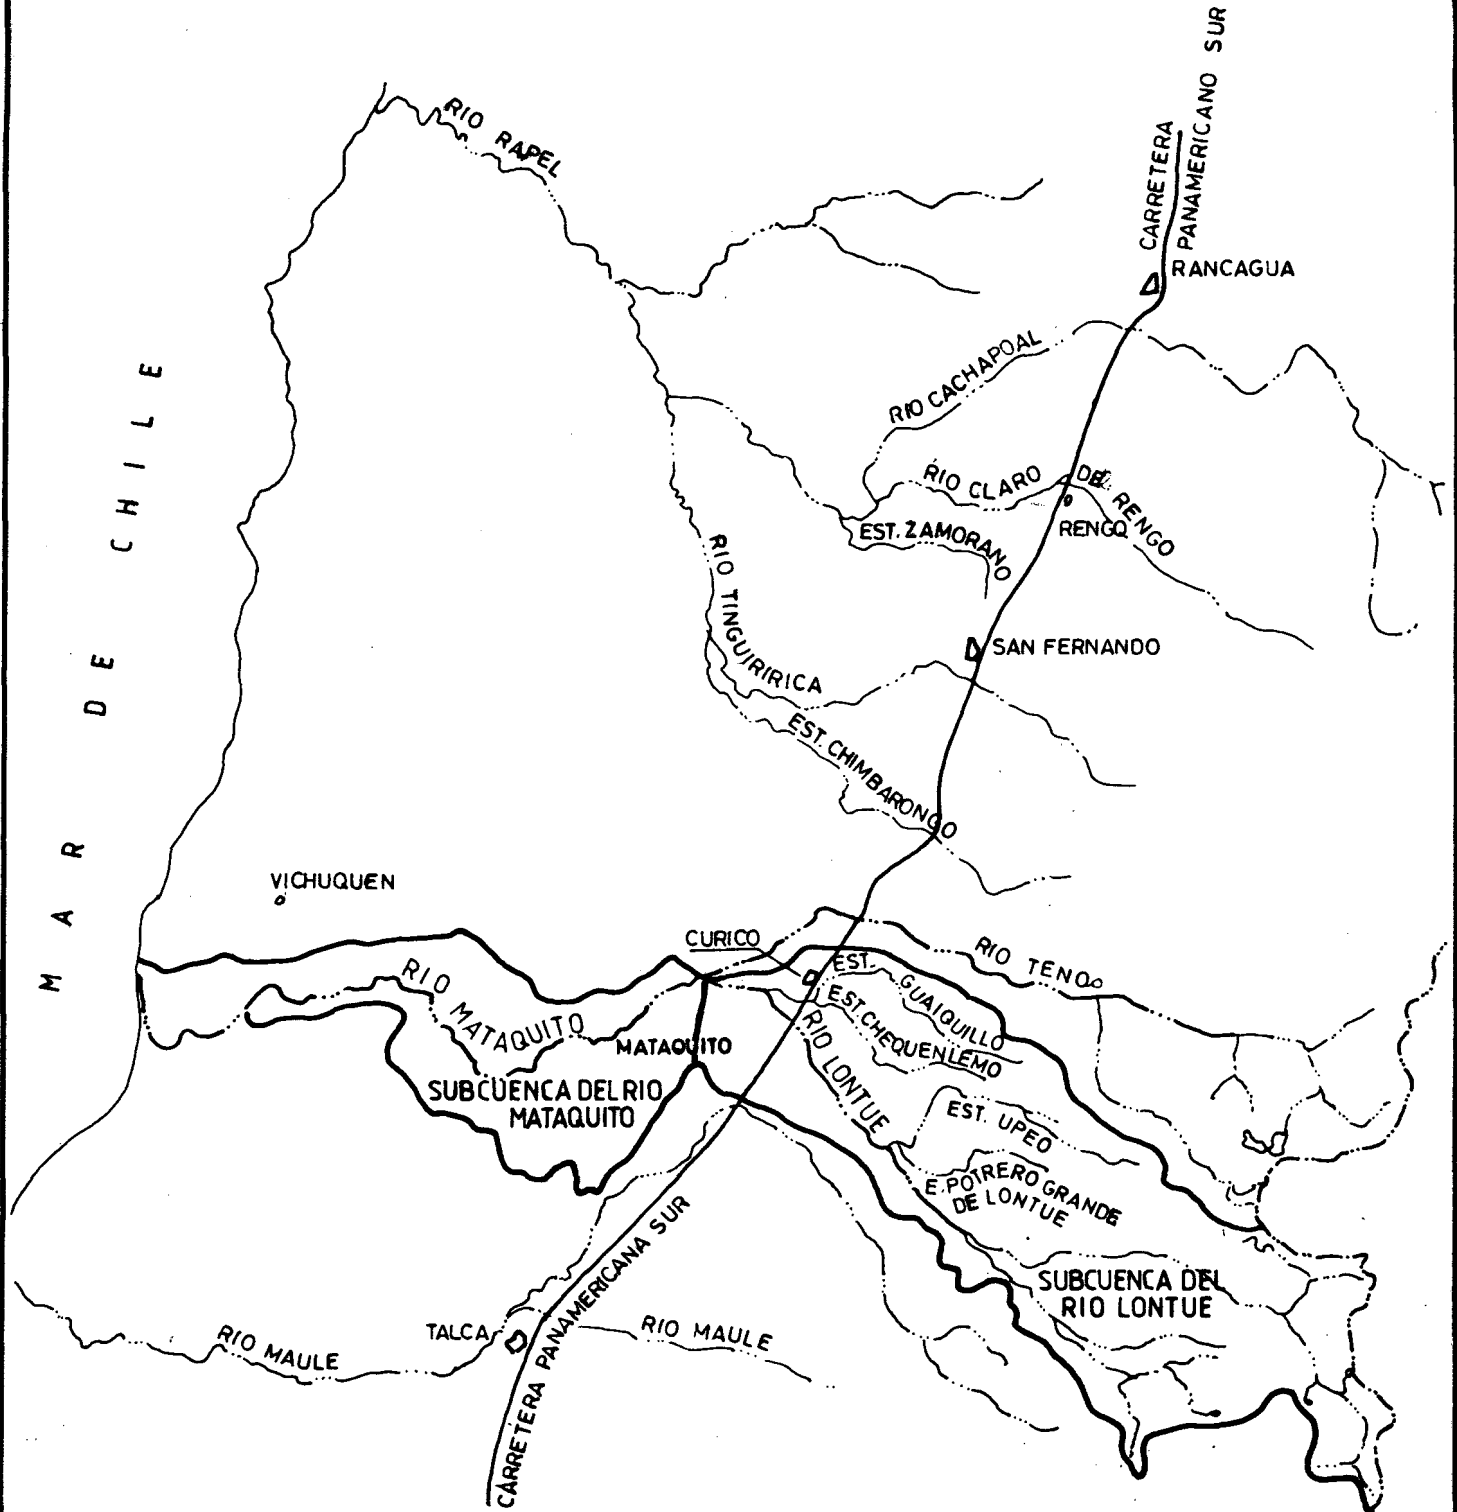 CARRETERA
PANAMERICANO SUR
RIO RAPEL
RANCAGUA
RIO CACHAPOAL
MAR DE CHILE
RIO CLARO DE RENGO
RENGO
EST. ZAMORANO
RIO TINGUIRIRICA
SAN FERNANDO
EST. CHIMBARONGO
VICHUQUEN
CURICO
RIO TENO
EST. GUAIQUILLO
RIO MATAQUITO
EST. CHEQUENLEMO
MATAQUITO
RIO LONTUE
SUBCUENCA DEL RIO
MATAQUITO
EST. UPEO
E. POTRERO GRANDE
DE LONTUE
SUBCUENCA DEL
RIO LONTUE
CARRETERA PANAMERICANA SUR
TALCA
RIO MAULE
RIO MAULE